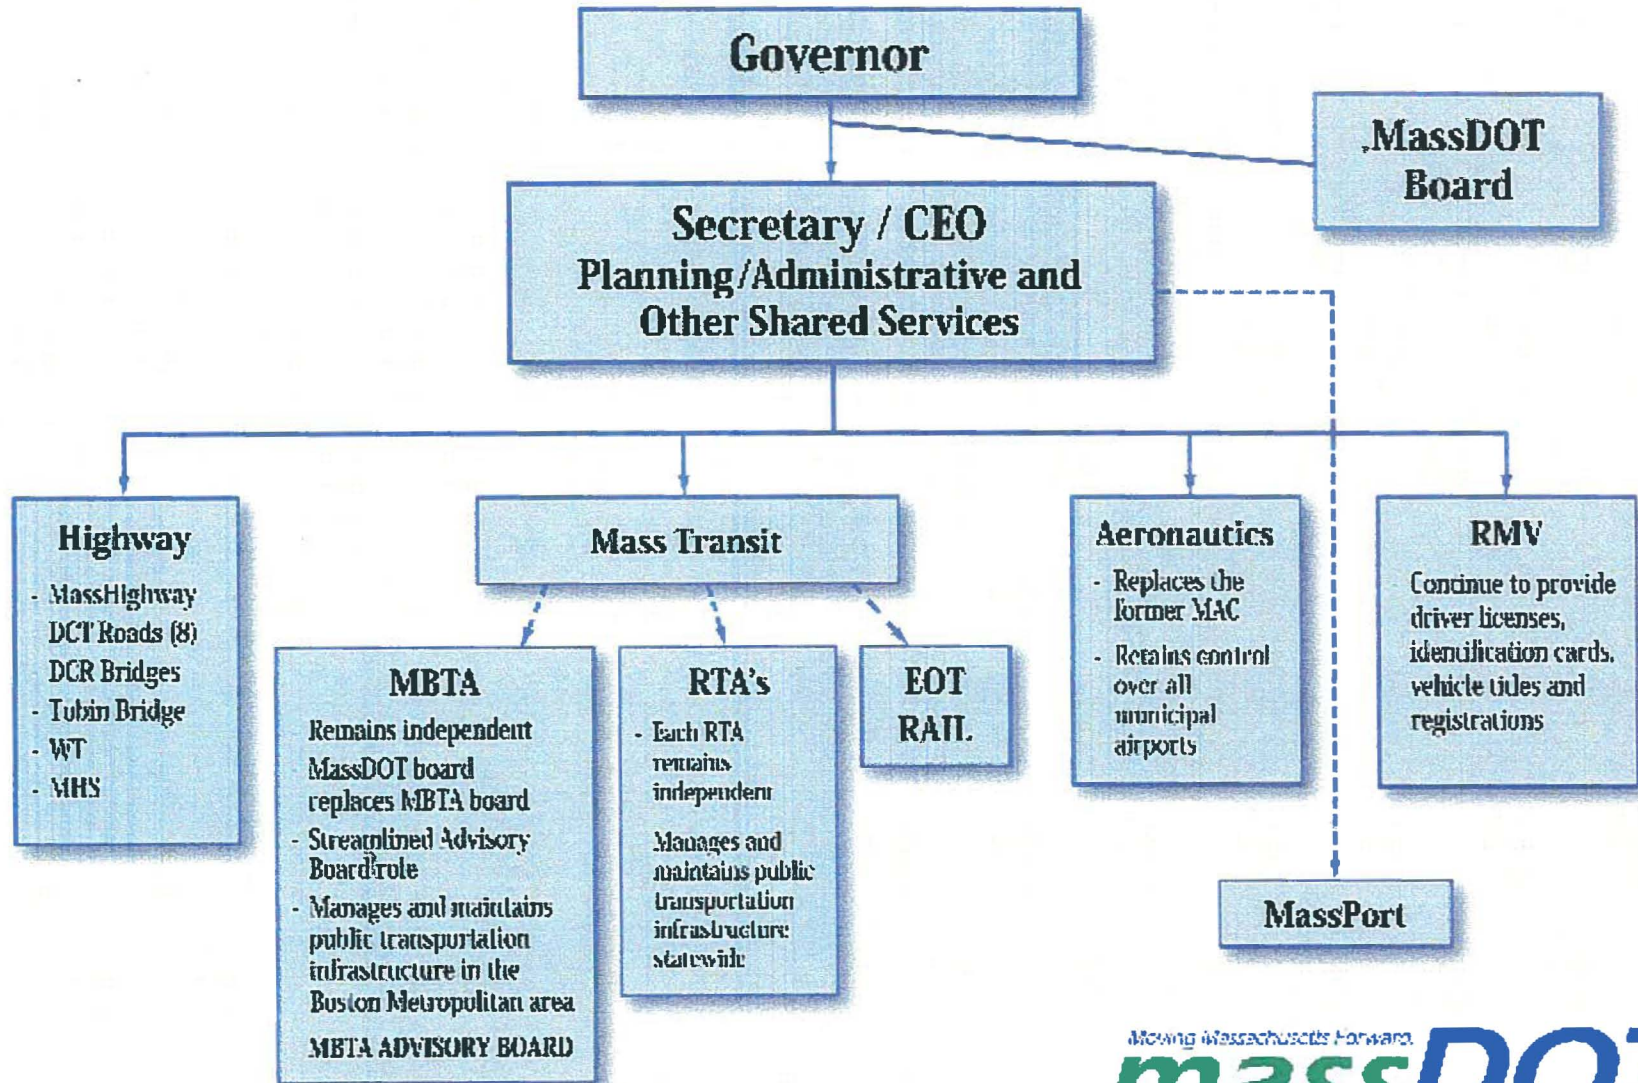 Governor
MassDOT
Board
Secretary / CEO
Planning/Administrative and
Other Shared Services
Highway
- MassHighway
DCT Roads (8)
DCR Bridges
- Tobin Bridge
- WT
- MHS
Mass Transit
MBTA
Remains independent
- MassDOT board
replaces MBTA board
- Streamlined Advisory
Board role
- Manages and maintains
public transportation
infrastructure in the
Boston Metropolitan area
MBTA ADVISORY BOARD
RTA's
- Each RTA
remains
independent
Manages and
maintains public
transportation
infrastructure
statewide
EOT
RAIL
Aeronautics
- Replaces the
former MAC
- Retains control
over all
municipal
airports
RMV
Continue to provide
driver licenses,
identification cards,
vehicle titles and
registrations
MassPort
Moving Massachusetts Forward.
massDOT